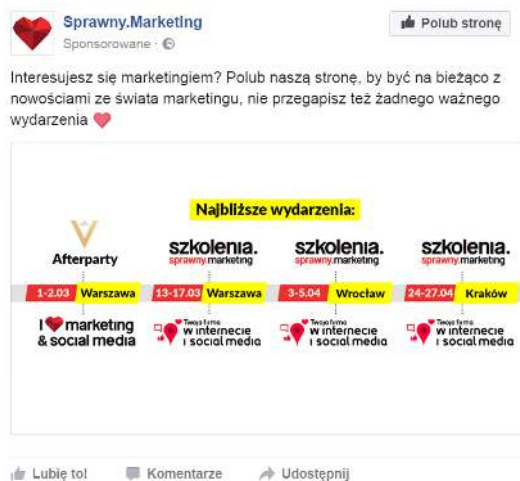 Sprawny.Marketing
Polub stronę
Sponsorowane ·
Interesujesz się marketingiem? Polub naszą stronę, by być na bieżąco z
nowościami ze świata marketingu, nie przegapisz też żadnego ważnego
wydarzenia ❤
Najbliższe wydarzenia:
Afterparty
szkolenia.
sprawny.marketing
szkolenia.
sprawny.marketing
szkolenia.
sprawny.marketing
1-2.03 Warszawa
13-17.03 Warszawa
3-5.04 Wrocław
24-27.04 Kraków
I ❤ marketing
& social media
Twoja firma
w internecie
i social media
Twoja firma
w internecie
i social media
Twoja firma
w internecie
i social media
Lubię to! Komentarze Udostępnij